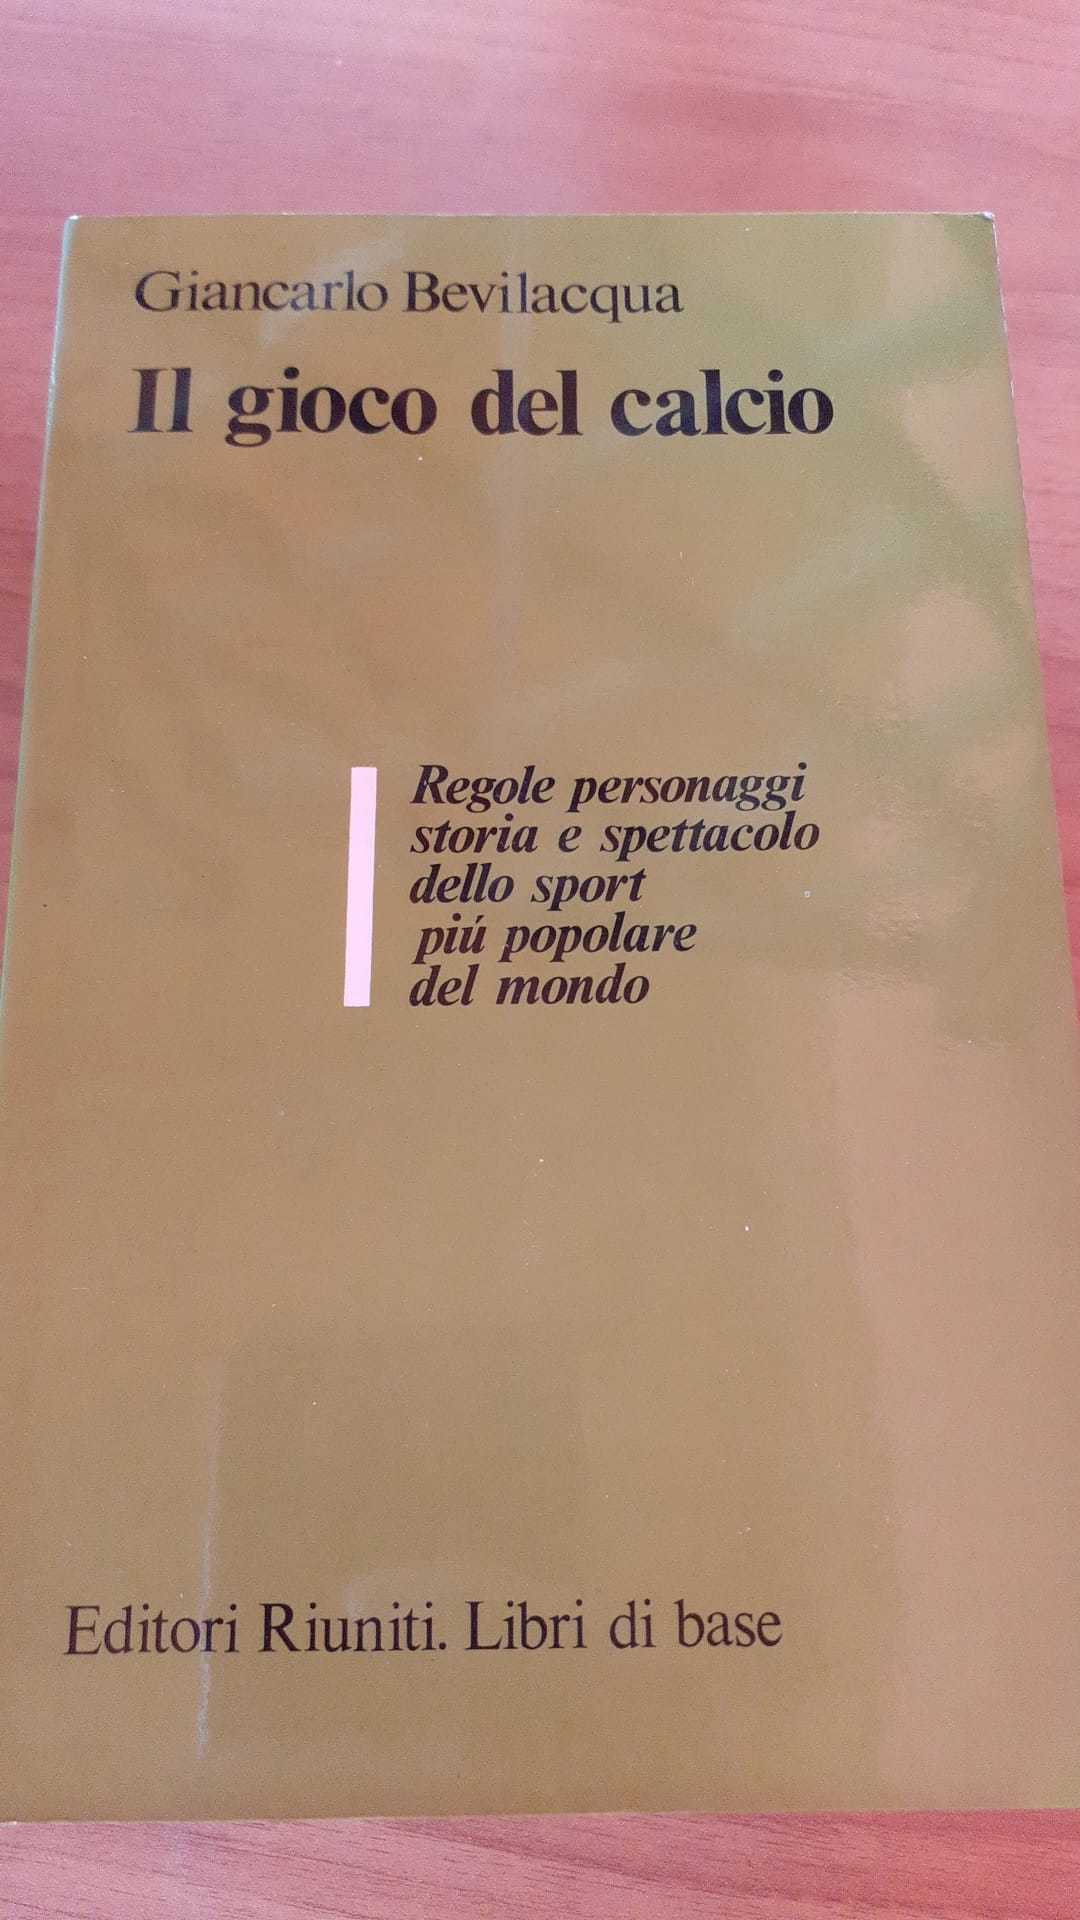 Giancarlo Bevilacqua
Il gioco del calcio
Regole personaggi
storia e spettacolo
dello sport
piú popolare
del mondo
Editori Riuniti. Libri di base